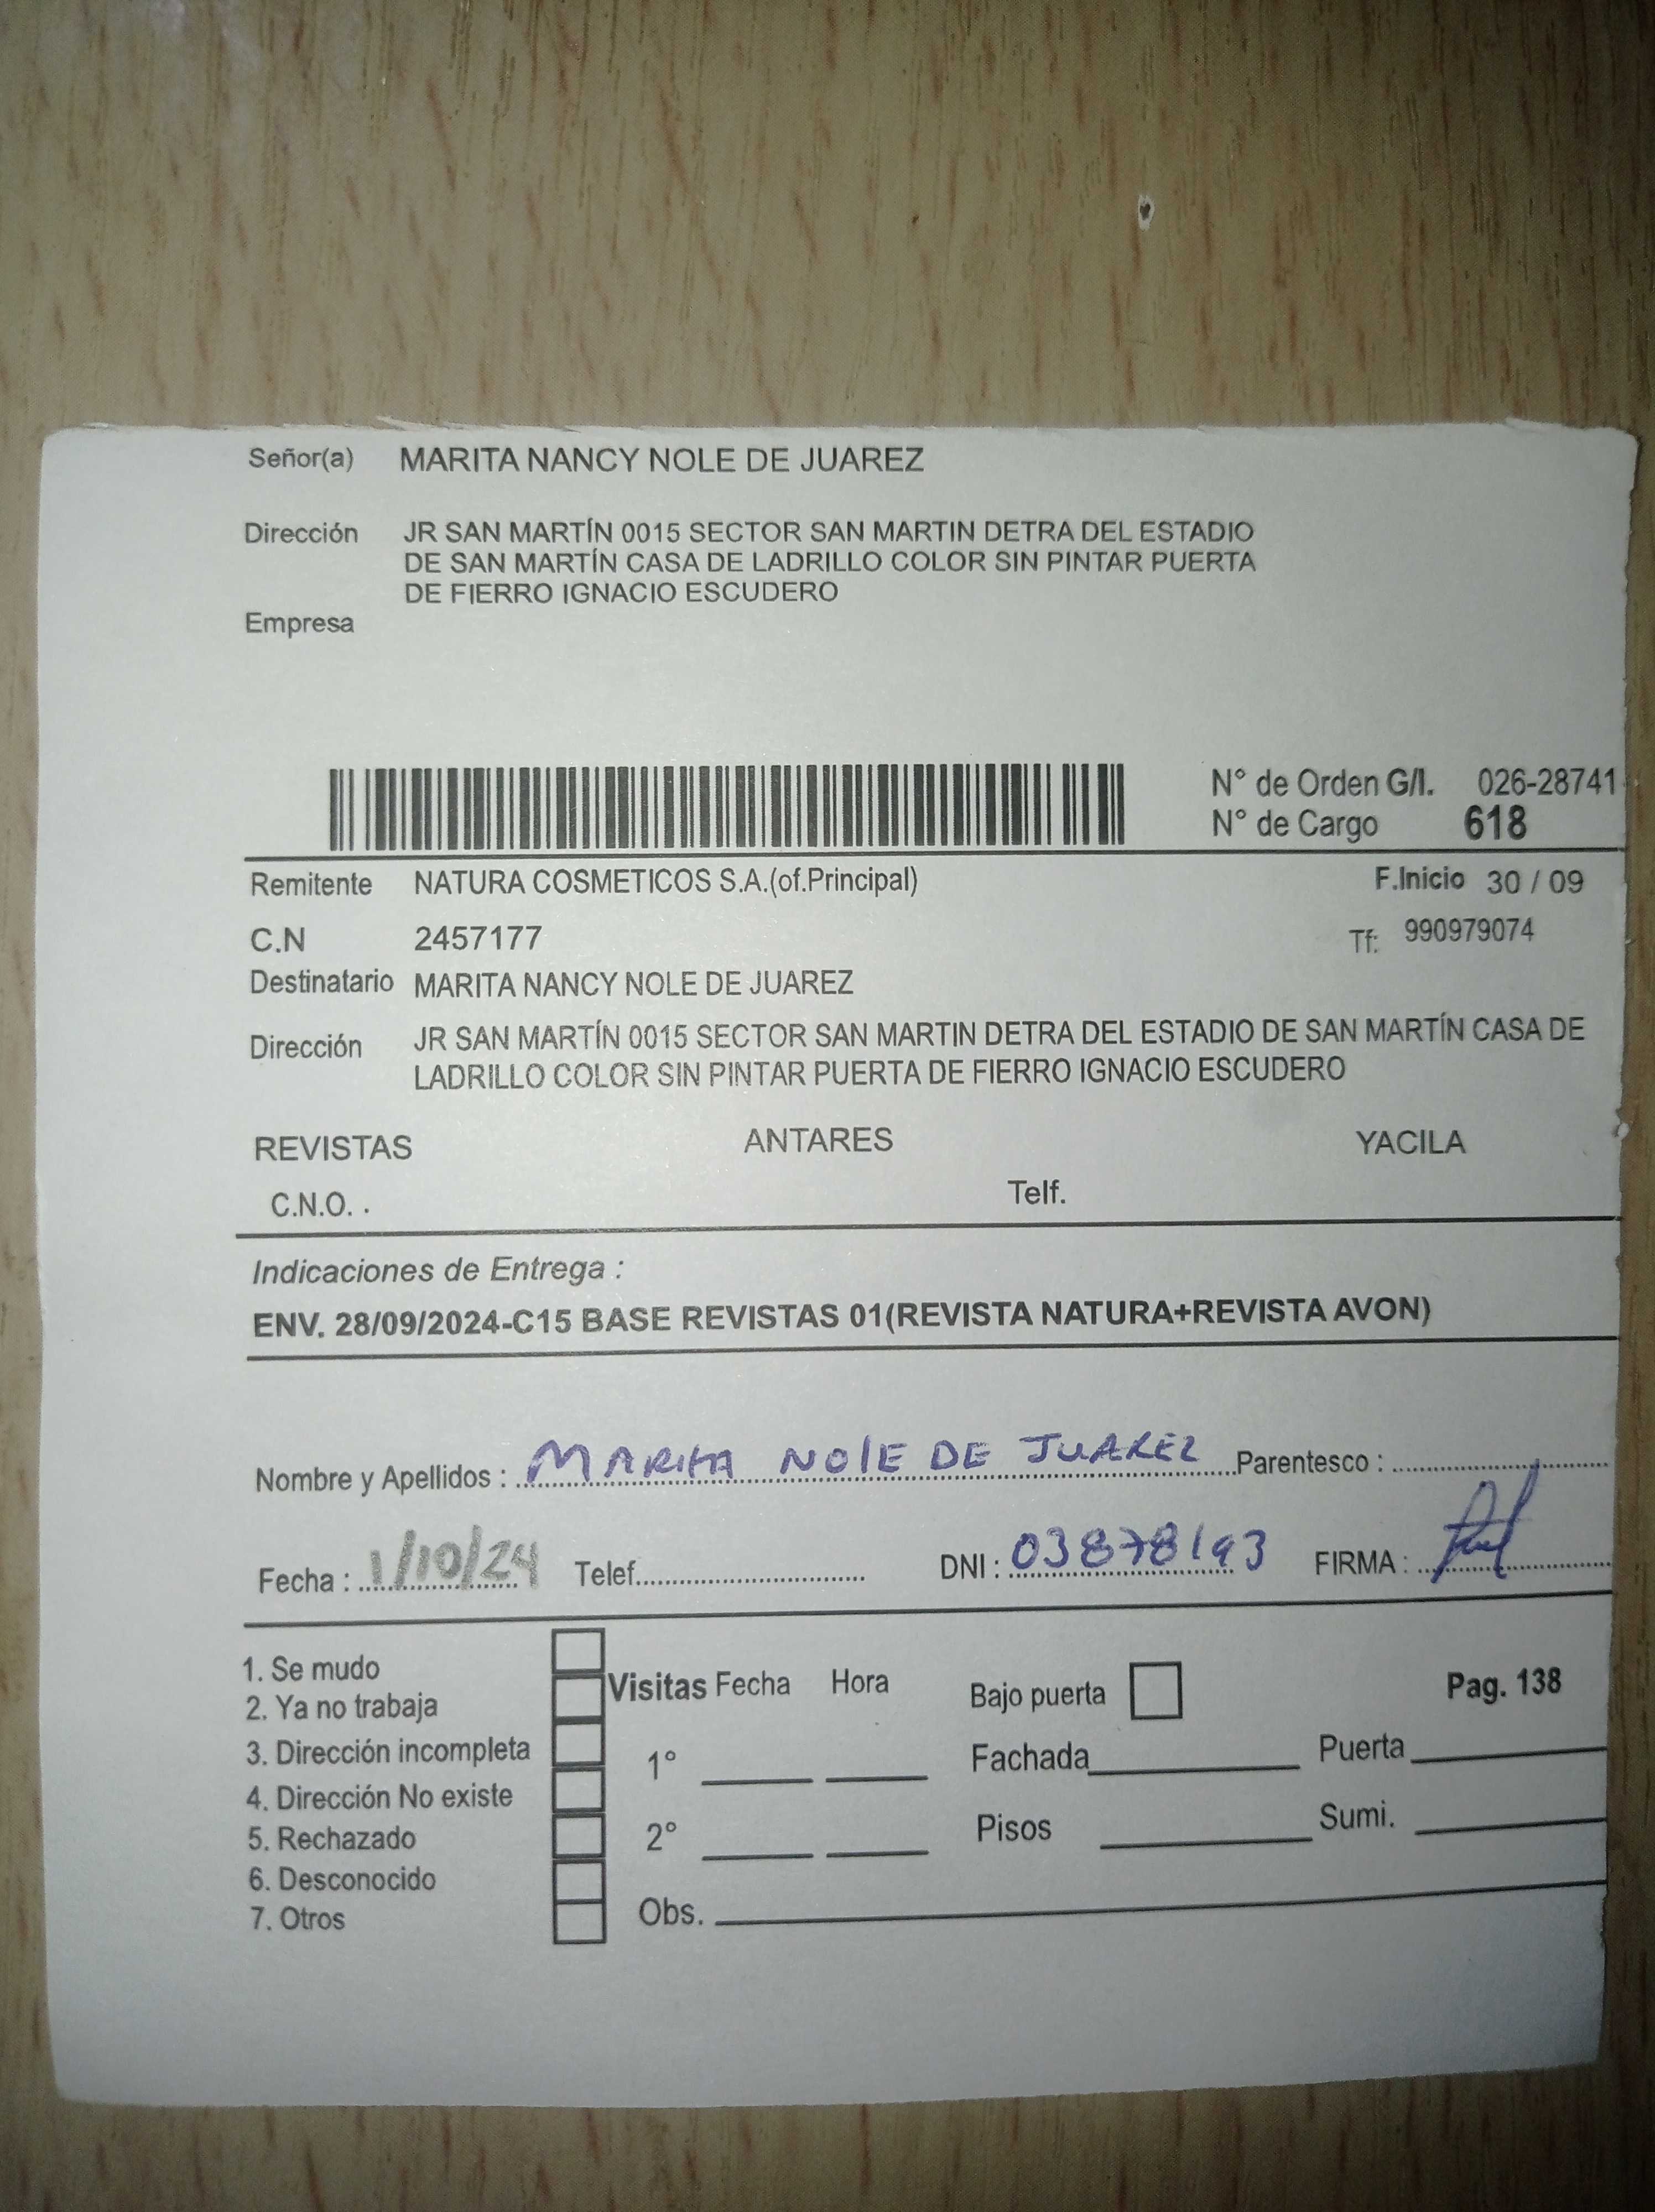 Señor(a) MARITA NANCY NOLE DE JUAREZ
Dirección JR SAN MARTÍN 0015 SECTOR SAN MARTIN DETRA DEL ESTADIO
DE SAN MARTÍN CASA DE LADRILLO COLOR SIN PINTAR PUERTA
DE FIERRO IGNACIO ESCUDERO
Empresa
N° de Orden G/I. 026-28741
N° de Cargo 618
Remitente NATURA COSMETICOS S.A.(of.Principal) F.Inicio 30 / 09
C.N 2457177 Tf: 990979074
Destinatario MARITA NANCY NOLE DE JUAREZ
Dirección JR SAN MARTÍN 0015 SECTOR SAN MARTIN DETRA DEL ESTADIO DE SAN MARTÍN CASA DE
LADRILLO COLOR SIN PINTAR PUERTA DE FIERRO IGNACIO ESCUDERO
REVISTAS ANTARES YACILA
C.N.O. . Telf.
Indicaciones de Entrega :
ENV. 28/09/2024-C15 BASE REVISTAS 01(REVISTA NATURA+REVISTA AVON)
Nombre y Apellidos : MARITA NOLE DE JUAREZ Parentesco :
Fecha : 1/10/24 Telef. DNI : 03878193 FIRMA :
1. Se mudo
2. Ya no trabaja
3. Dirección incompleta
4. Dirección No existe
5. Rechazado
6. Desconocido
7. Otros
Visitas Fecha Hora
1°
2°
Obs.
Bajo puerta Pag. 138
Fachada Puerta
Pisos Sumi.